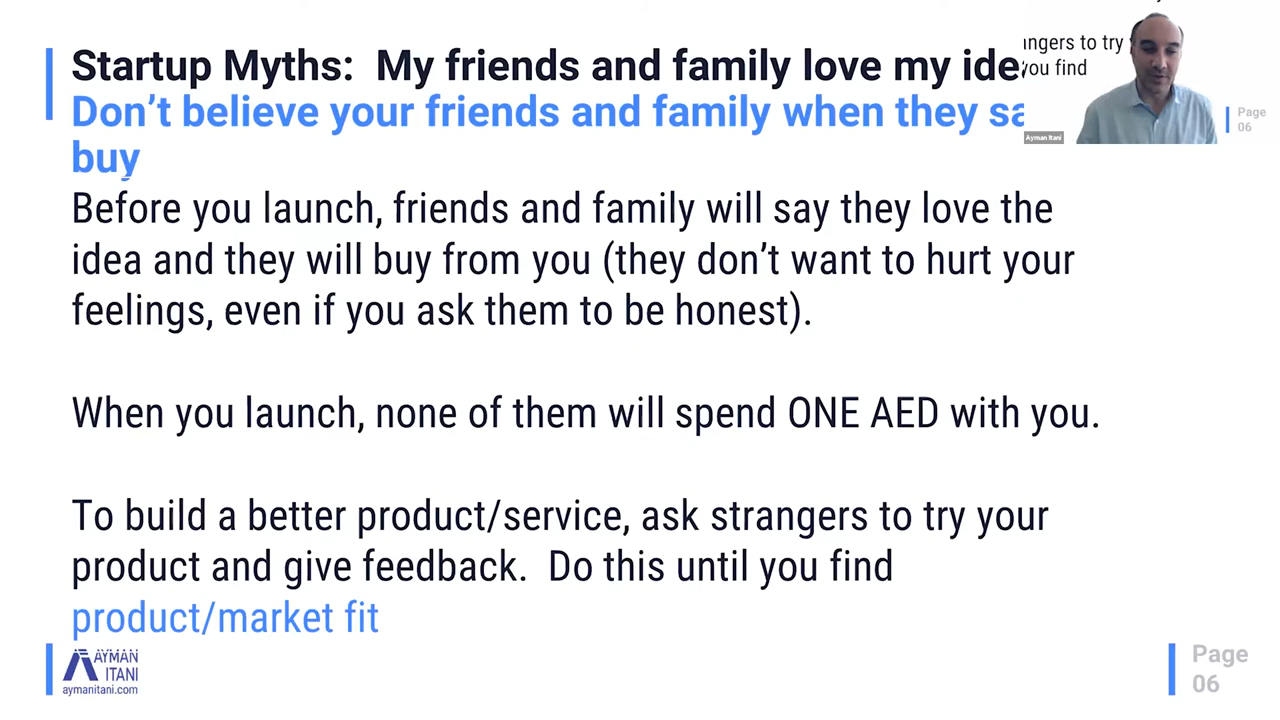 Startup Myths:  My friends and family love my ide
Don't believe your friends and family when they sa
buy
Before you launch, friends and family will say they love the
idea and they will buy from you (they don't want to hurt your
feelings, even if you ask them to be honest).
When you launch, none of them will spend ONE AED with you.
To build a better product/service, ask strangers to try your
product and give feedback.  Do this until you find
product/market fit
AYMAN
ITANI
aymanitani.com
Page
06
angers to try
you find
Ayman Itani
Page
06